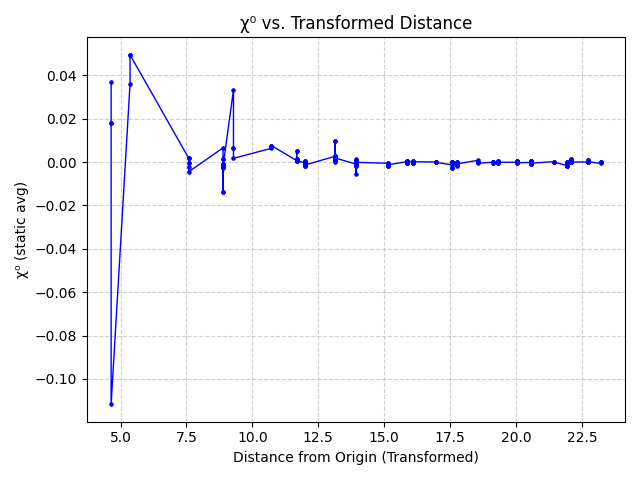 χ⁰ vs. Transformed Distance
0.04
0.02
0.00
−0.02
−0.04
−0.06
−0.08
−0.10
χ⁰ (static avg)
5.0 7.5 10.0 12.5 15.0 17.5 20.0 22.5
Distance from Origin (Transformed)